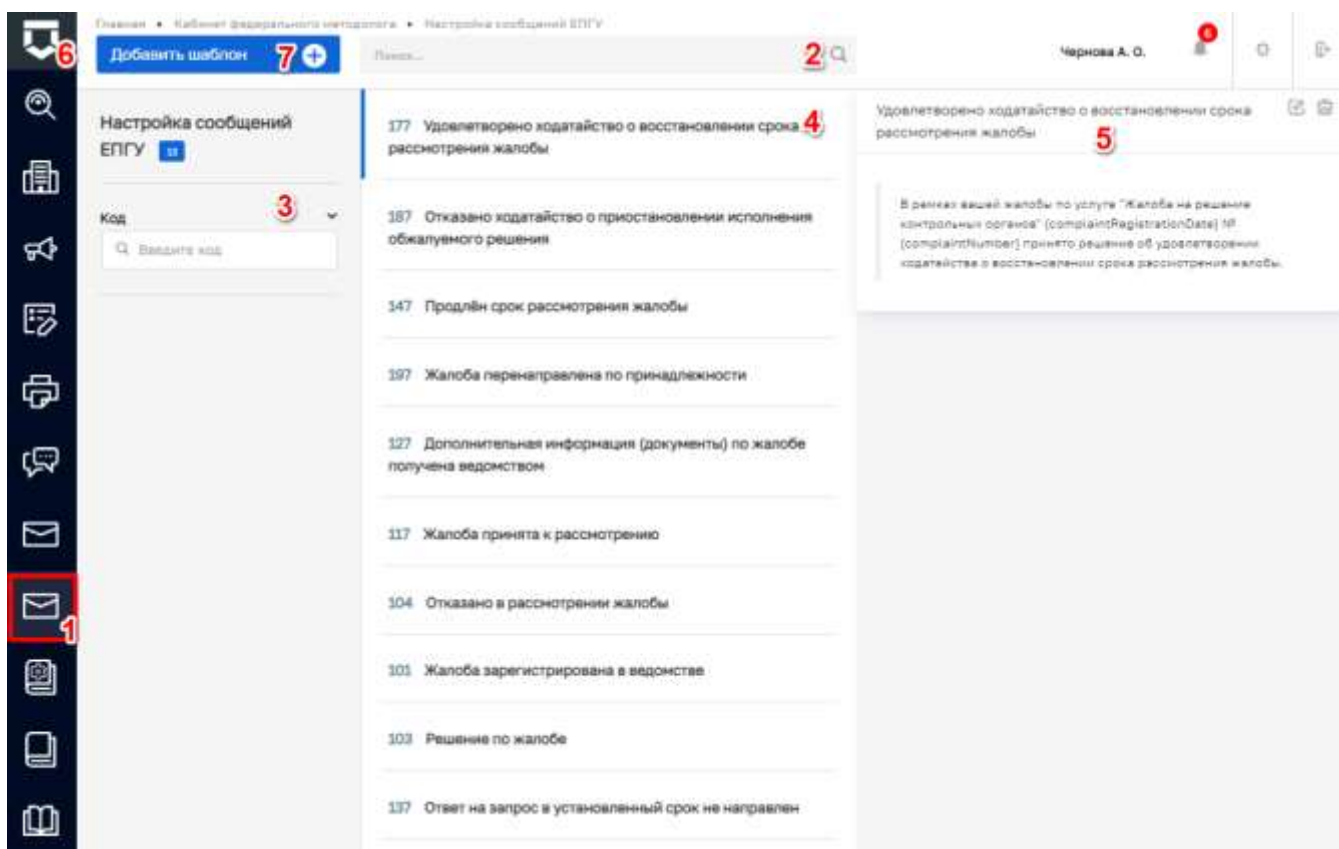 Главная • Кабинет федерального методолога • Настройка сообщений ЕПГУ
6
Добавить шаблон 7
Поиск... 2
Чернова А. О.
6
Настройка сообщений
ЕПГУ
Код 3
Введите код
177 Удовлетворено ходатайство о восстановлении срока 4
рассмотрения жалобы
187 Отказано ходатайство о приостановлении исполнения
обжалуемого решения
147 Продлён срок рассмотрения жалобы
197 Жалоба перенаправлена по принадлежности
127 Дополнительная информация (документы) по жалобе
получена ведомством
117 Жалоба принята к рассмотрению
104 Отказано в рассмотрении жалобы
101 Жалоба зарегистрирована в ведомстве
103 Решение по жалобе
137 Ответ на запрос в установленный срок не направлен
Удовлетворено ходатайство о восстановлении срока
рассмотрения жалобы 5
В рамках вашей жалобы по услуге "Жалоба на решение
контрольных органов" {complaintRegistrationDate} №
{complaintNumber} принято решение об удовлетворении
ходатайства о восстановлении срока рассмотрения жалобы.
1